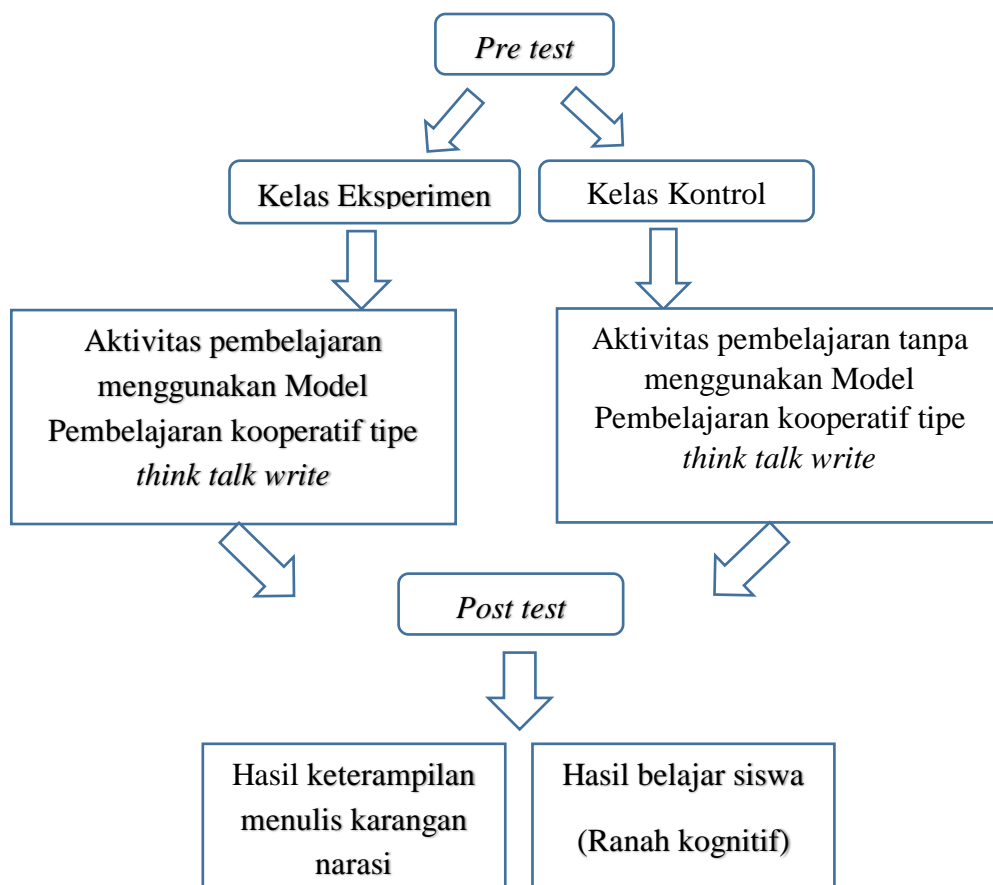 Pre test
Kelas Eksperimen
Kelas Kontrol
Aktivitas pembelajaran
menggunakan Model
Pembelajaran kooperatif tipe
think talk write
Aktivitas pembelajaran tanpa
menggunakan Model
Pembelajaran kooperatif tipe
think talk write
Post test
Hasil keterampilan
menulis karangan
narasi
Hasil belajar siswa
(Ranah kognitif)